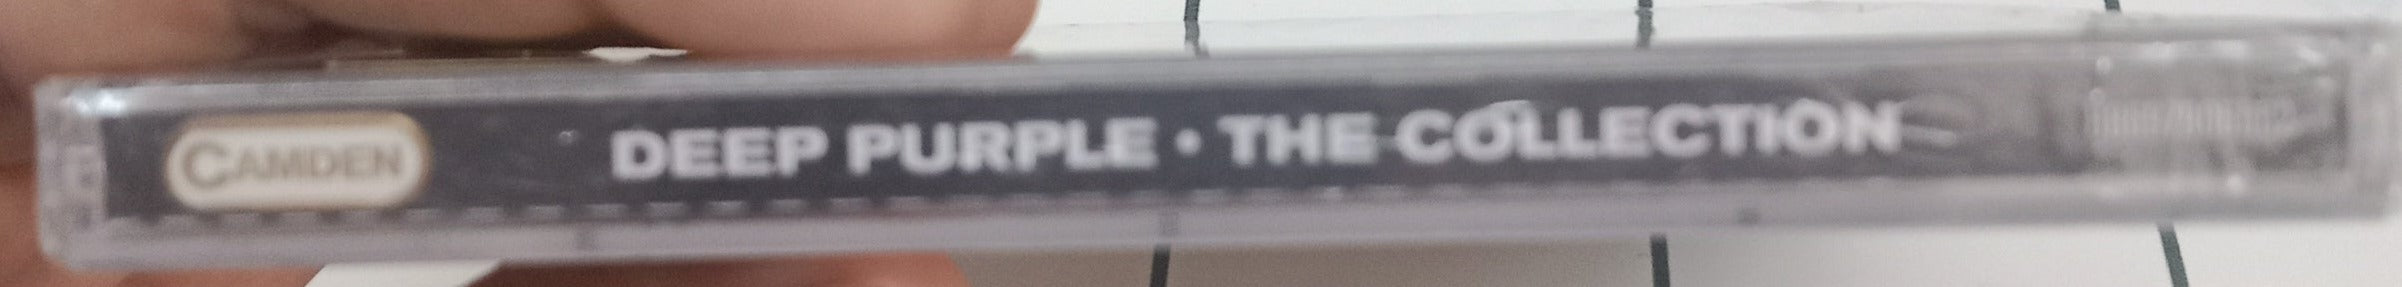 CAMDEN
DEEP PURPLE • THE COLLECTION